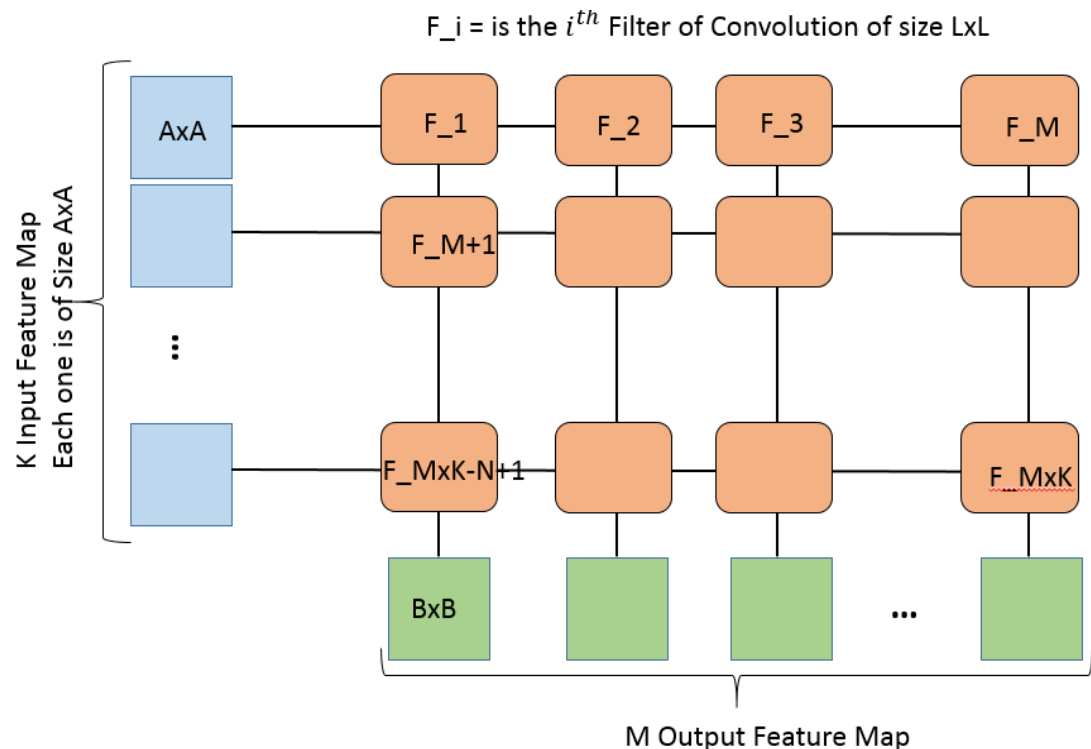 F_i = is the i^th Filter of Convolution of size LxL
K Input Feature Map
Each one is of Size AxA
AxA
F_1
F_2
F_3
F_M
F_M+1
...
F_MxK-N+1
F_MxK
BxB
...
M Output Feature Map